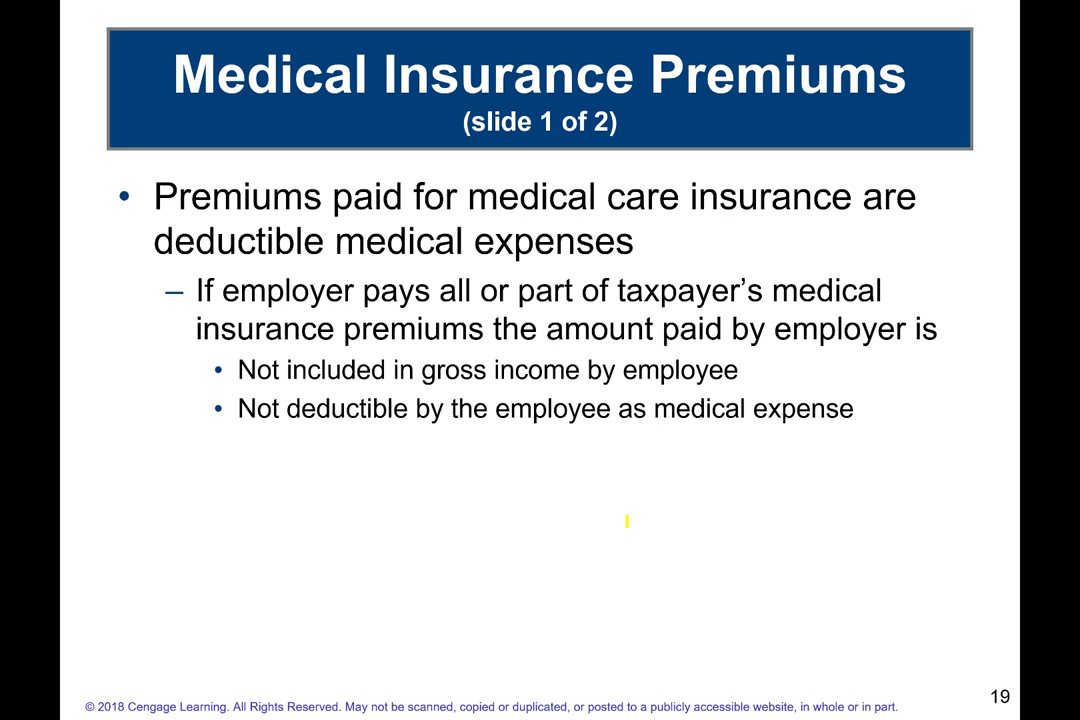 Medical Insurance Premiums
(slide 1 of 2)
• Premiums paid for medical care insurance are
deductible medical expenses
– If employer pays all or part of taxpayer’s medical
insurance premiums the amount paid by employer is
• Not included in gross income by employee
• Not deductible by the employee as medical expense
19
© 2018 Cengage Learning. All Rights Reserved. May not be scanned, copied or duplicated, or posted to a publicly accessible website, in whole or in part.